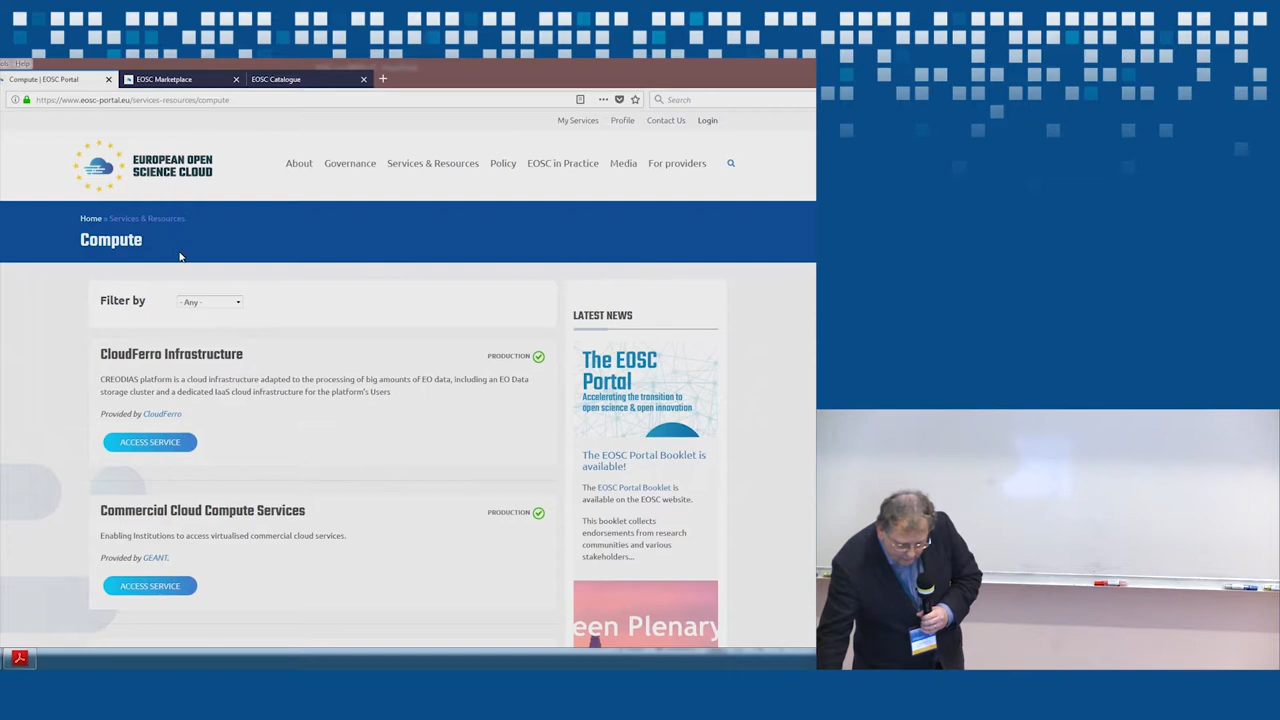 ols Help
Compute | EOSC Portal
EOSC Marketplace
EOSC Catalogue
https://www.eosc-portal.eu/services-resources/compute
Search
My Services Profile Contact Us Login
EUROPEAN OPEN
SCIENCE CLOUD
About Governance Services & Resources Policy EOSC in Practice Media For providers
Home » Services & Resources
Compute
Filter by
- Any -
CloudFerro Infrastructure
PRODUCTION
CREODIAS platform is a cloud infrastructure adapted to the processing of big amounts of EO data, including an EO Data
storage cluster and a dedicated IaaS cloud infrastructure for the platform's Users
Provided by CloudFerro
ACCESS SERVICE
Commercial Cloud Compute Services
PRODUCTION
Enabling Institutions to access virtualised commercial cloud services.
Provided by GEANT.
ACCESS SERVICE
LATEST NEWS
The EOSC
Portal
Accelerating the transition to
open science & open innovation
The EOSC Portal Booklet is
available!
The EOSC Portal Booklet is
available on the EOSC website.
This booklet collects
endorsements from research
communities and various
stakeholders...
een Plenary